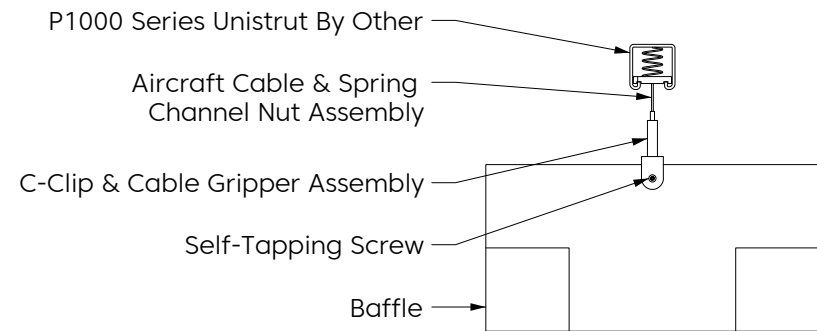 P1000 Series Unistrut By Other
Aircraft Cable & Spring
Channel Nut Assembly
C-Clip & Cable Gripper Assembly
Self-Tapping Screw
Baffle